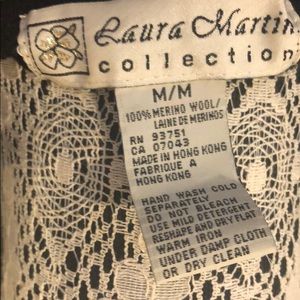 Laura Martin
collection
M/M
100% MERINO WOOL/
LAINE DE MERINOS
RN 93751
CA 07043
MADE IN HONG KONG
FABRIQUE A
HONG KONG
HAND WASH COLD
SEPARATELY
DO NOT BLEACH
USE MILD DETERGENT
RESHAPE AND DRY FLAT
WARM IRON
UNDER DAMP CLOTH
OR DRY CLEAN